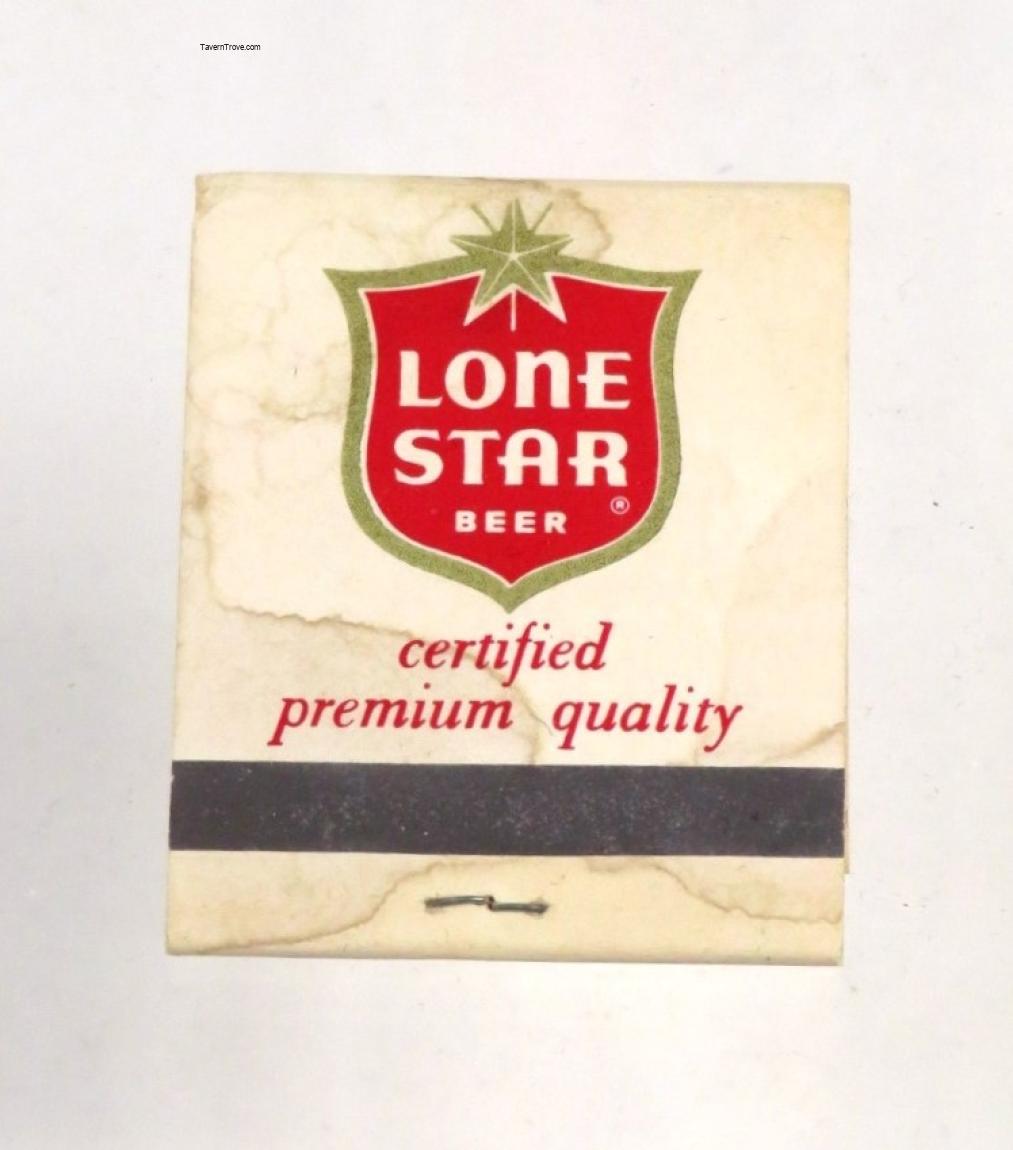 TavernTrove.com
LONE
STAR
BEER
®
certified
premium quality